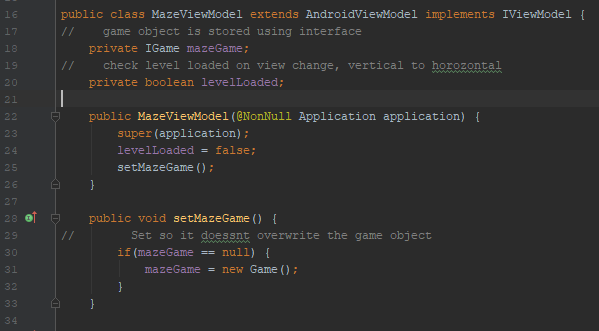 16 public class MazeViewModel extends AndroidViewModel implements IViewModel {
17 //    game object is stored using interface
18     private IGame mazeGame;
19 //    check level loaded on view change, vertical to horozontal
20     private boolean levelLoaded;
21
22     public MazeViewModel(@NonNull Application application) {
23         super(application);
24         levelLoaded = false;
25         setMazeGame();
26     }
27
28     public void setMazeGame() {
29 //        Set so it doessnt overwrite the game object
30         if(mazeGame == null) {
31             mazeGame = new Game();
32         }
33     }
34